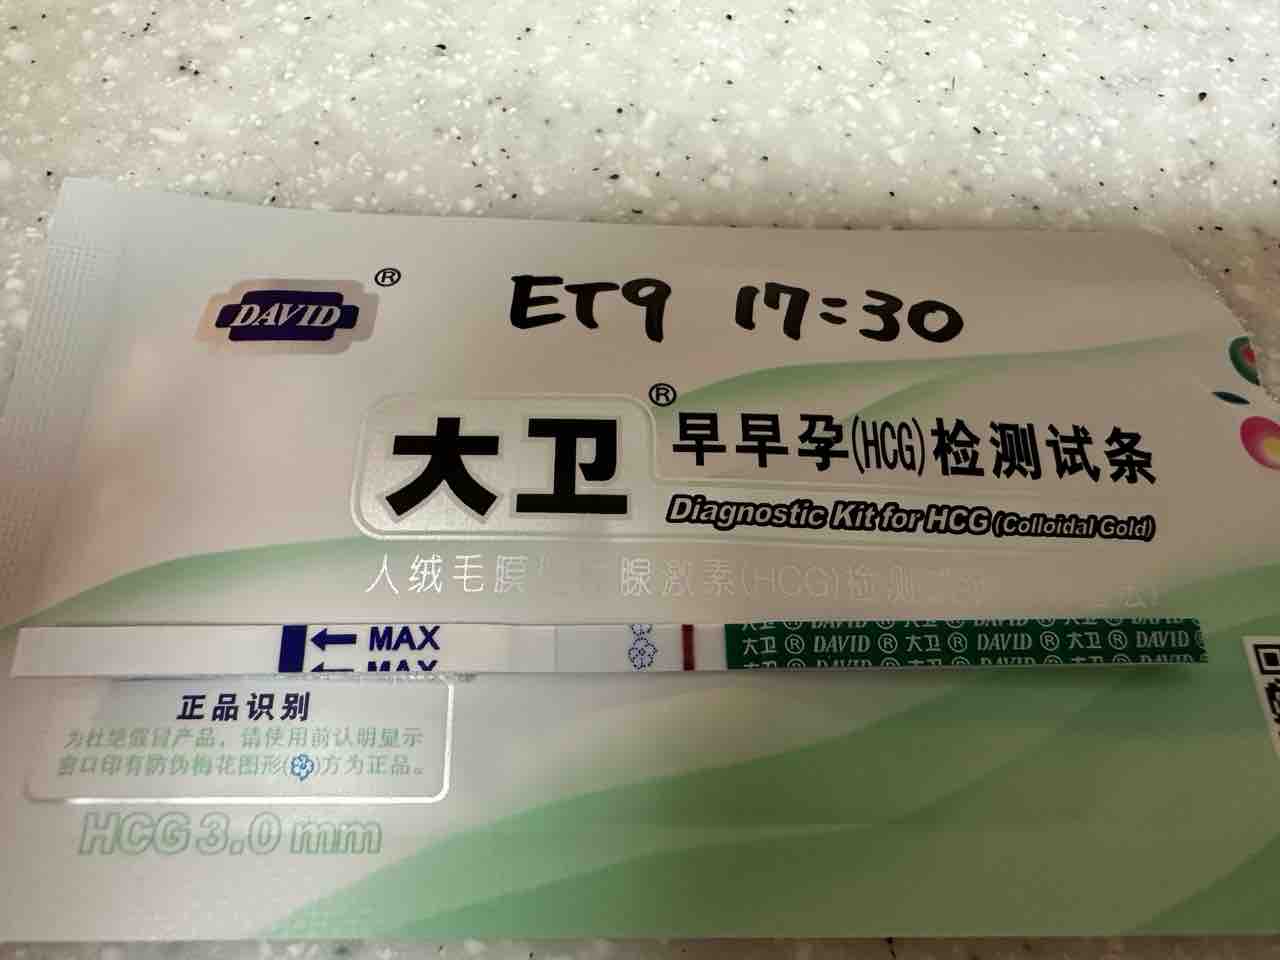 DAVID®
ET9 17:30
大卫®
早早孕(HCG)检测试条
Diagnostic Kit for HCG (Colloidal Gold)
人绒毛膜 腺激素(HCG)检测
MAX
MAX
大卫® DAVID® 大卫® DAVID® 大卫® DAVID
正品识别
为杜绝假冒产品,请使用前认明显示
窗口印有防伪梅花图形()方为正品。
HCG 3.0 mm